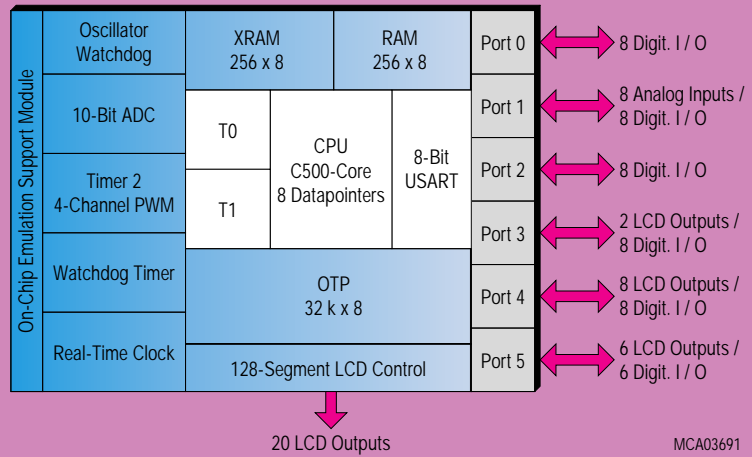 On-Chip Emulation Support Module
Oscillator
Watchdog
10-Bit ADC
Timer 2
4-Channel PWM
Watchdog Timer
Real-Time Clock
XRAM
256 x 8
RAM
256 x 8
T0
T1
CPU
C500-Core
8 Datapointers
8-Bit
USART
OTP
32 k x 8
128-Segment LCD Control
Port 0
Port 1
Port 2
Port 3
Port 4
Port 5
8 Digit. I / O
8 Analog Inputs /
8 Digit. I / O
8 Digit. I / O
2 LCD Outputs /
8 Digit. I / O
8 LCD Outputs /
8 Digit. I / O
6 LCD Outputs /
6 Digit. I / O
20 LCD Outputs
MCA03691